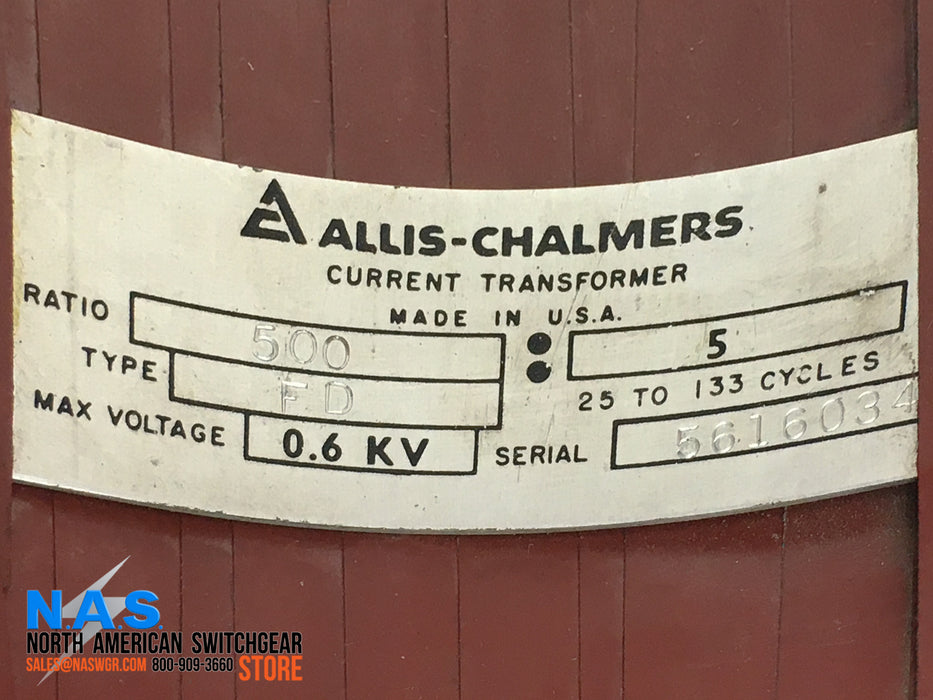 ALLIS-CHALMERS
CURRENT TRANSFORMER
MADE IN U.S.A.
RATIO 500 : 5
TYPE FD
25 TO 133 CYCLES
MAX VOLTAGE 0.6 KV
SERIAL 5616034
N.A.S.
NORTH AMERICAN SWITCHGEAR
SALES@NASWGR.COM 800-909-3660 STORE